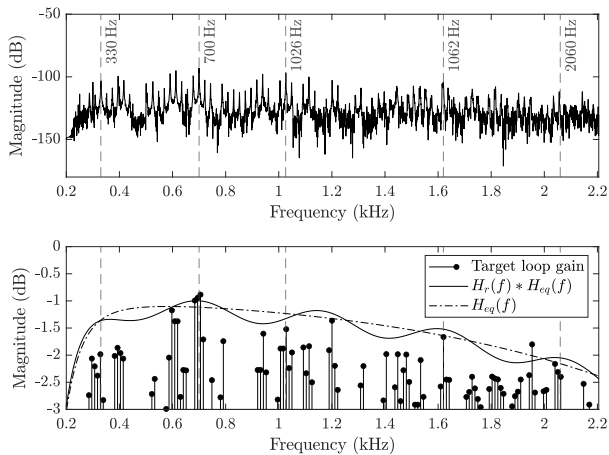 -50
-100
-150
Magnitude (dB)
330 Hz
700 Hz
1026 Hz
1062 Hz
2060 Hz
0.2 0.4 0.6 0.8 1 1.2 1.4 1.6 1.8 2 2.2
Frequency (kHz)
0
-0.5
-1
-1.5
-2
-2.5
-3
Magnitude (dB)
Target loop gain
H_r(f) * H_eq(f)
H_eq(f)
0.2 0.4 0.6 0.8 1 1.2 1.4 1.6 1.8 2 2.2
Frequency (kHz)